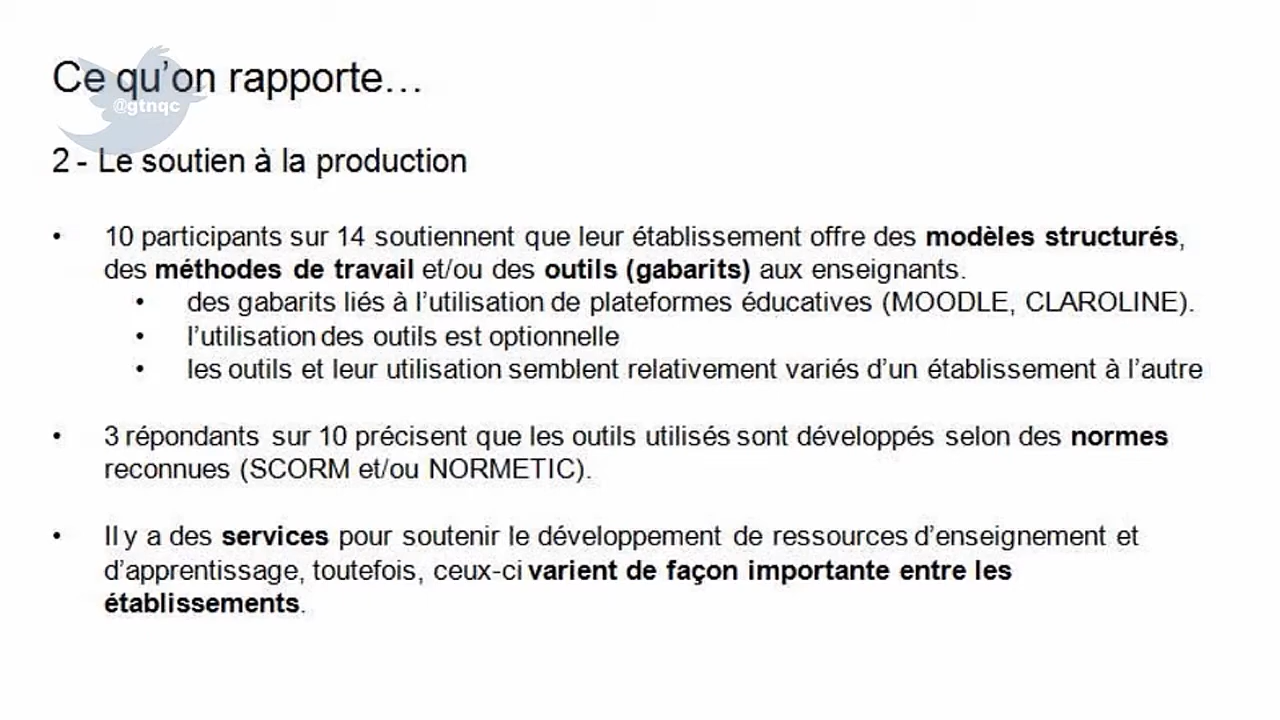 Ce qu'on rapporte…
@gtnqc
2 - Le soutien à la production
• 10 participants sur 14 soutiennent que leur établissement offre des modèles structurés,
des méthodes de travail et/ou des outils (gabarits) aux enseignants.
• des gabarits liés à l'utilisation de plateformes éducatives (MOODLE, CLAROLINE).
• l'utilisation des outils est optionnelle
• les outils et leur utilisation semblent relativement variés d'un établissement à l'autre
• 3 répondants sur 10 précisent que les outils utilisés sont développés selon des normes
reconnues (SCORM et/ou NORMETIC).
• Il y a des services pour soutenir le développement de ressources d'enseignement et
d'apprentissage, toutefois, ceux-ci varient de façon importante entre les
établissements.